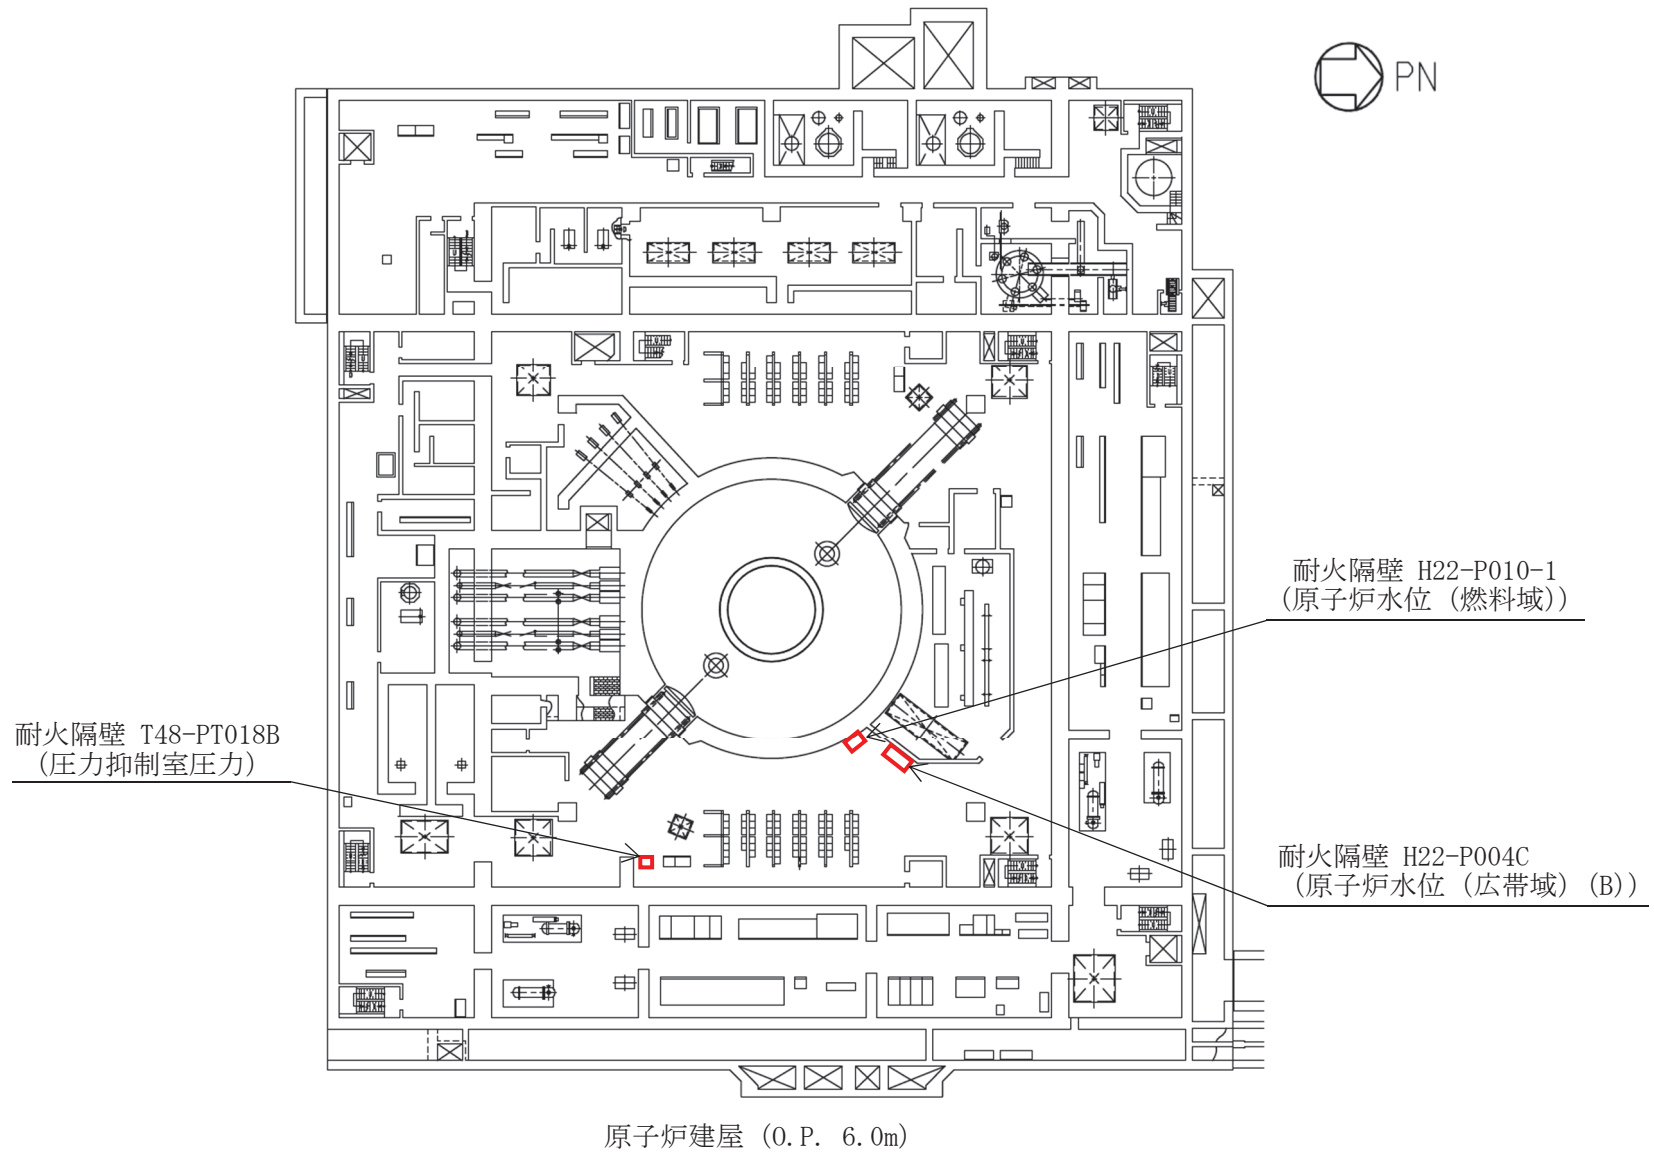 PN
耐火隔壁 H22-P010-1
(原子炉水位 (燃料域))
耐火隔壁 T48-PT018B
(圧力抑制室圧力)
耐火隔壁 H22-P004C
(原子炉水位 (広帯域) (B))
原子炉建屋 (O.P. 6.0m)